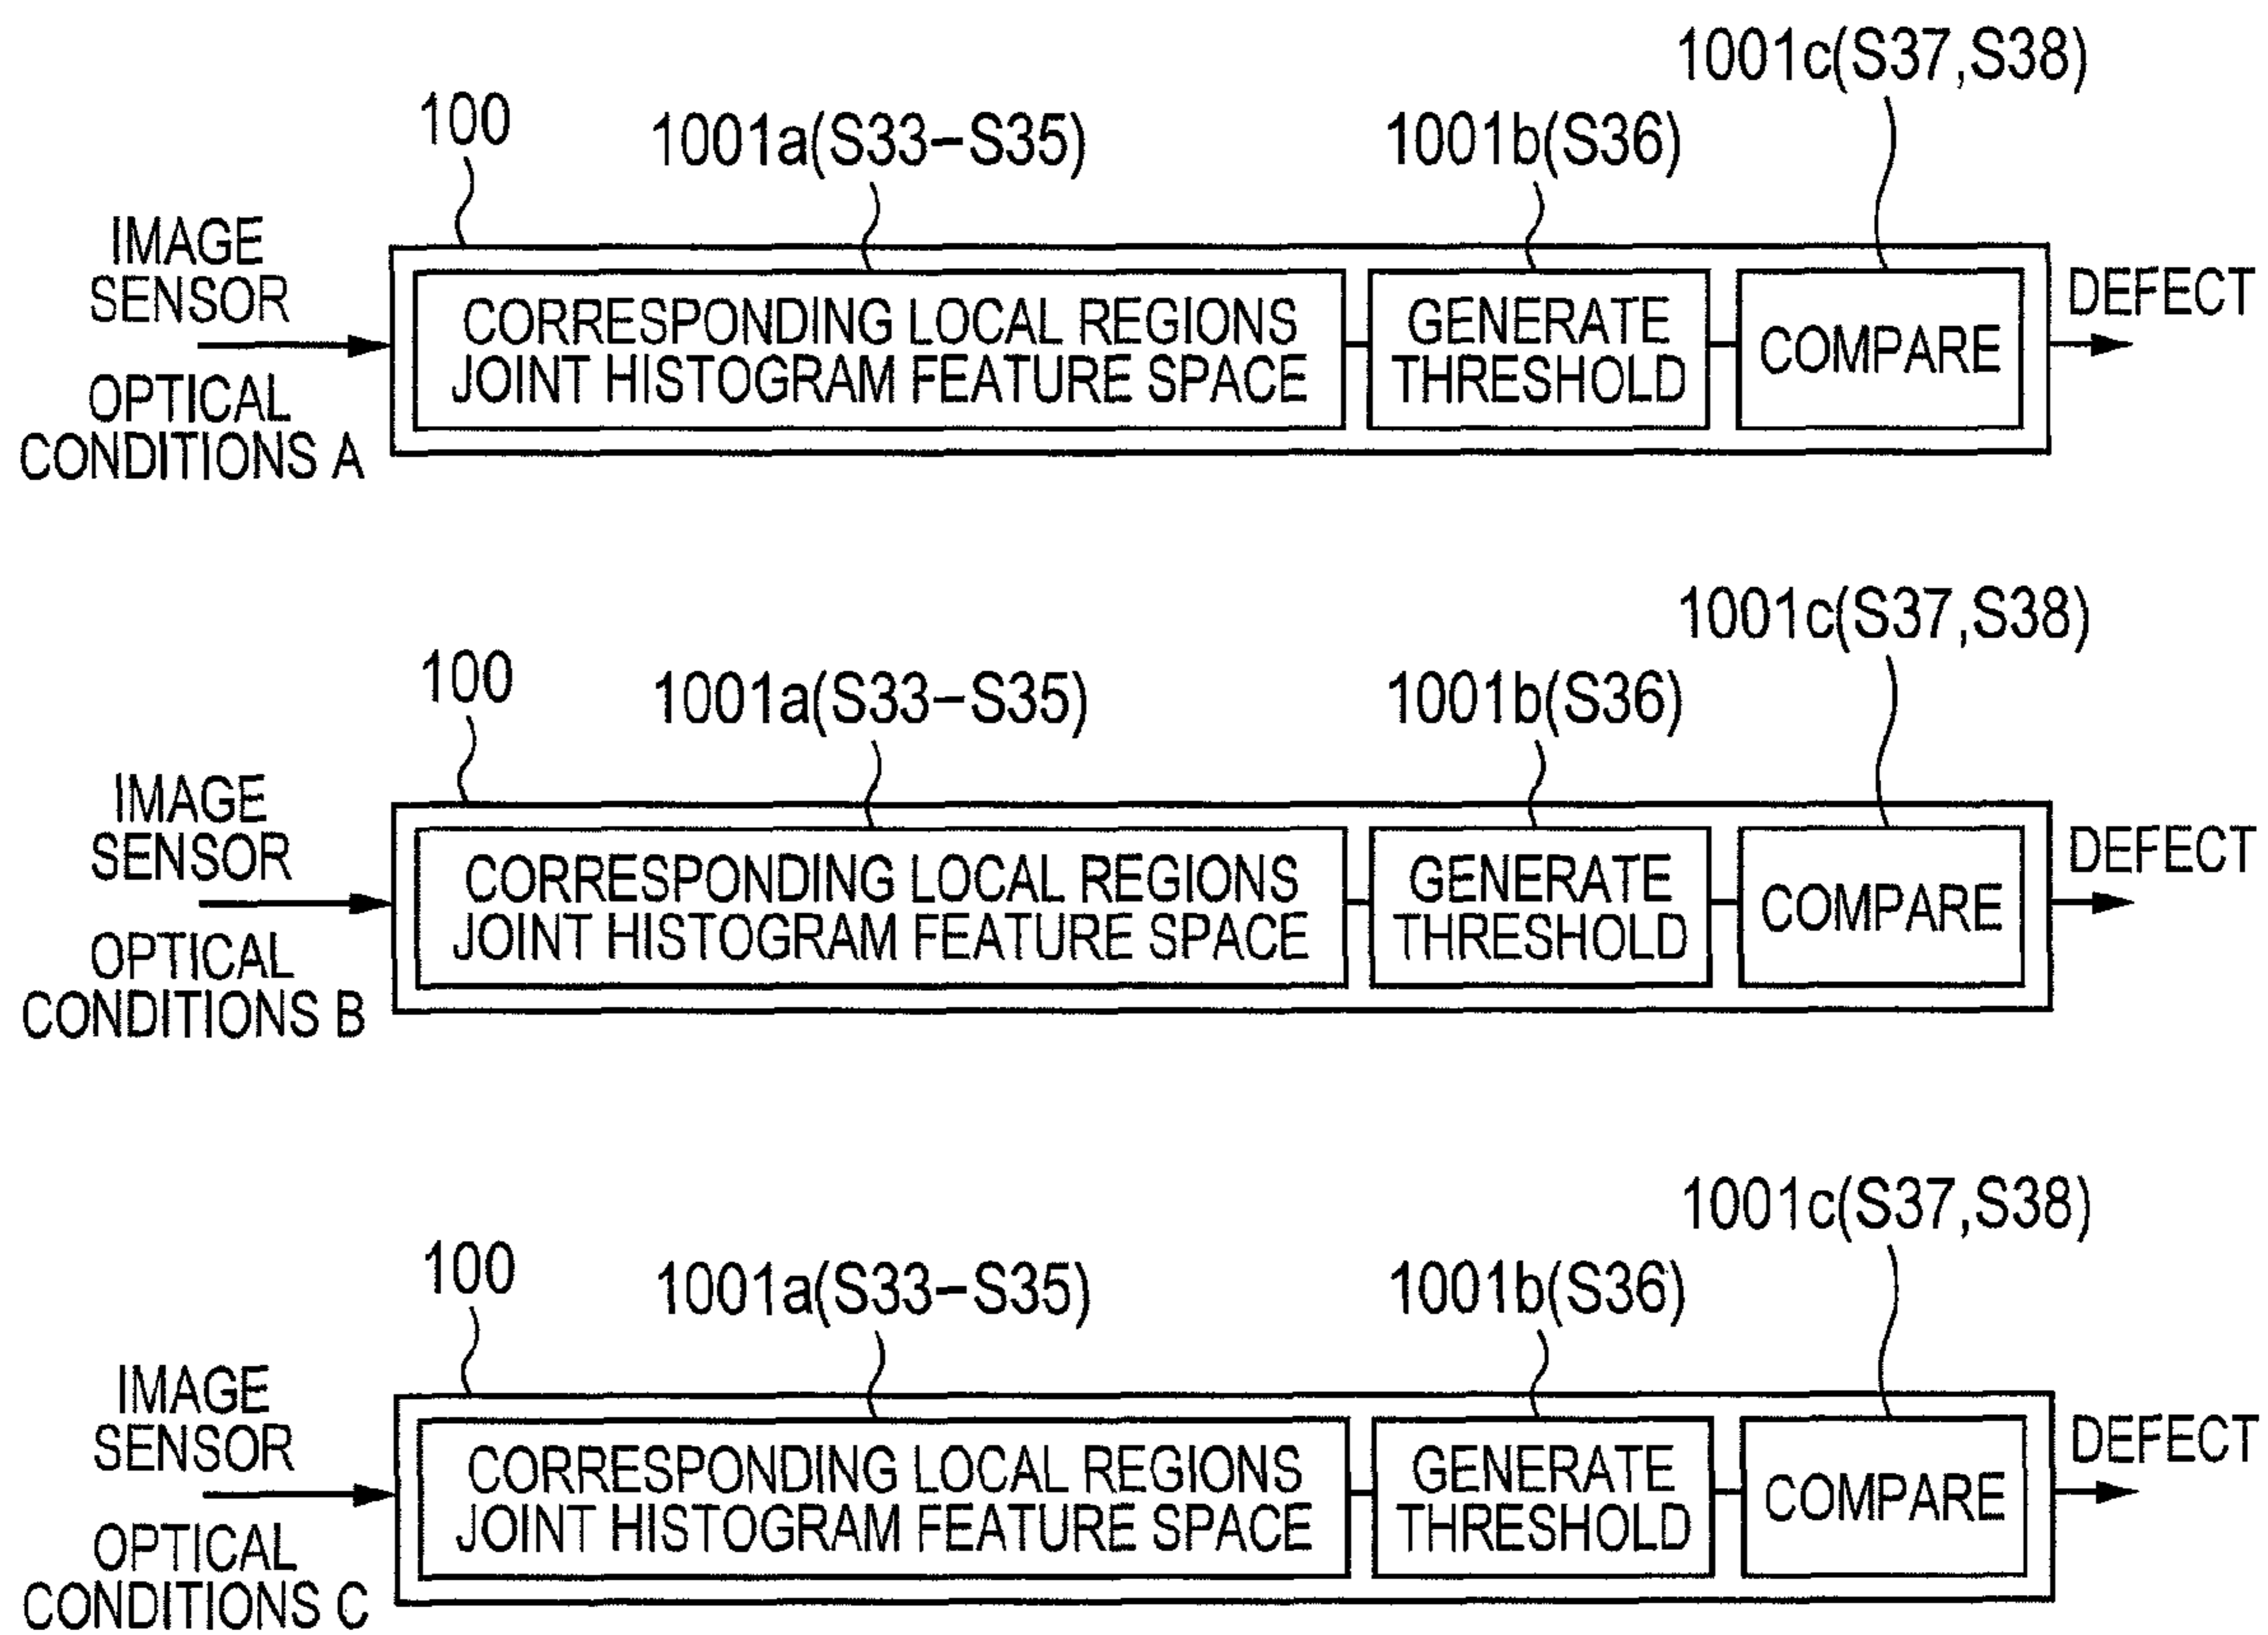 1001c(S37,S38)
100
1001a(S33-S35)
1001b(S36)
IMAGE
SENSOR
OPTICAL
CONDITIONS A
CORRESPONDING LOCAL REGIONS
JOINT HISTOGRAM FEATURE SPACE
GENERATE
THRESHOLD
COMPARE
DEFECT
1001c(S37,S38)
100
1001a(S33-S35)
1001b(S36)
IMAGE
SENSOR
OPTICAL
CONDITIONS B
CORRESPONDING LOCAL REGIONS
JOINT HISTOGRAM FEATURE SPACE
GENERATE
THRESHOLD
COMPARE
DEFECT
1001c(S37,S38)
100
1001a(S33-S35)
1001b(S36)
IMAGE
SENSOR
OPTICAL
CONDITIONS C
CORRESPONDING LOCAL REGIONS
JOINT HISTOGRAM FEATURE SPACE
GENERATE
THRESHOLD
COMPARE
DEFECT